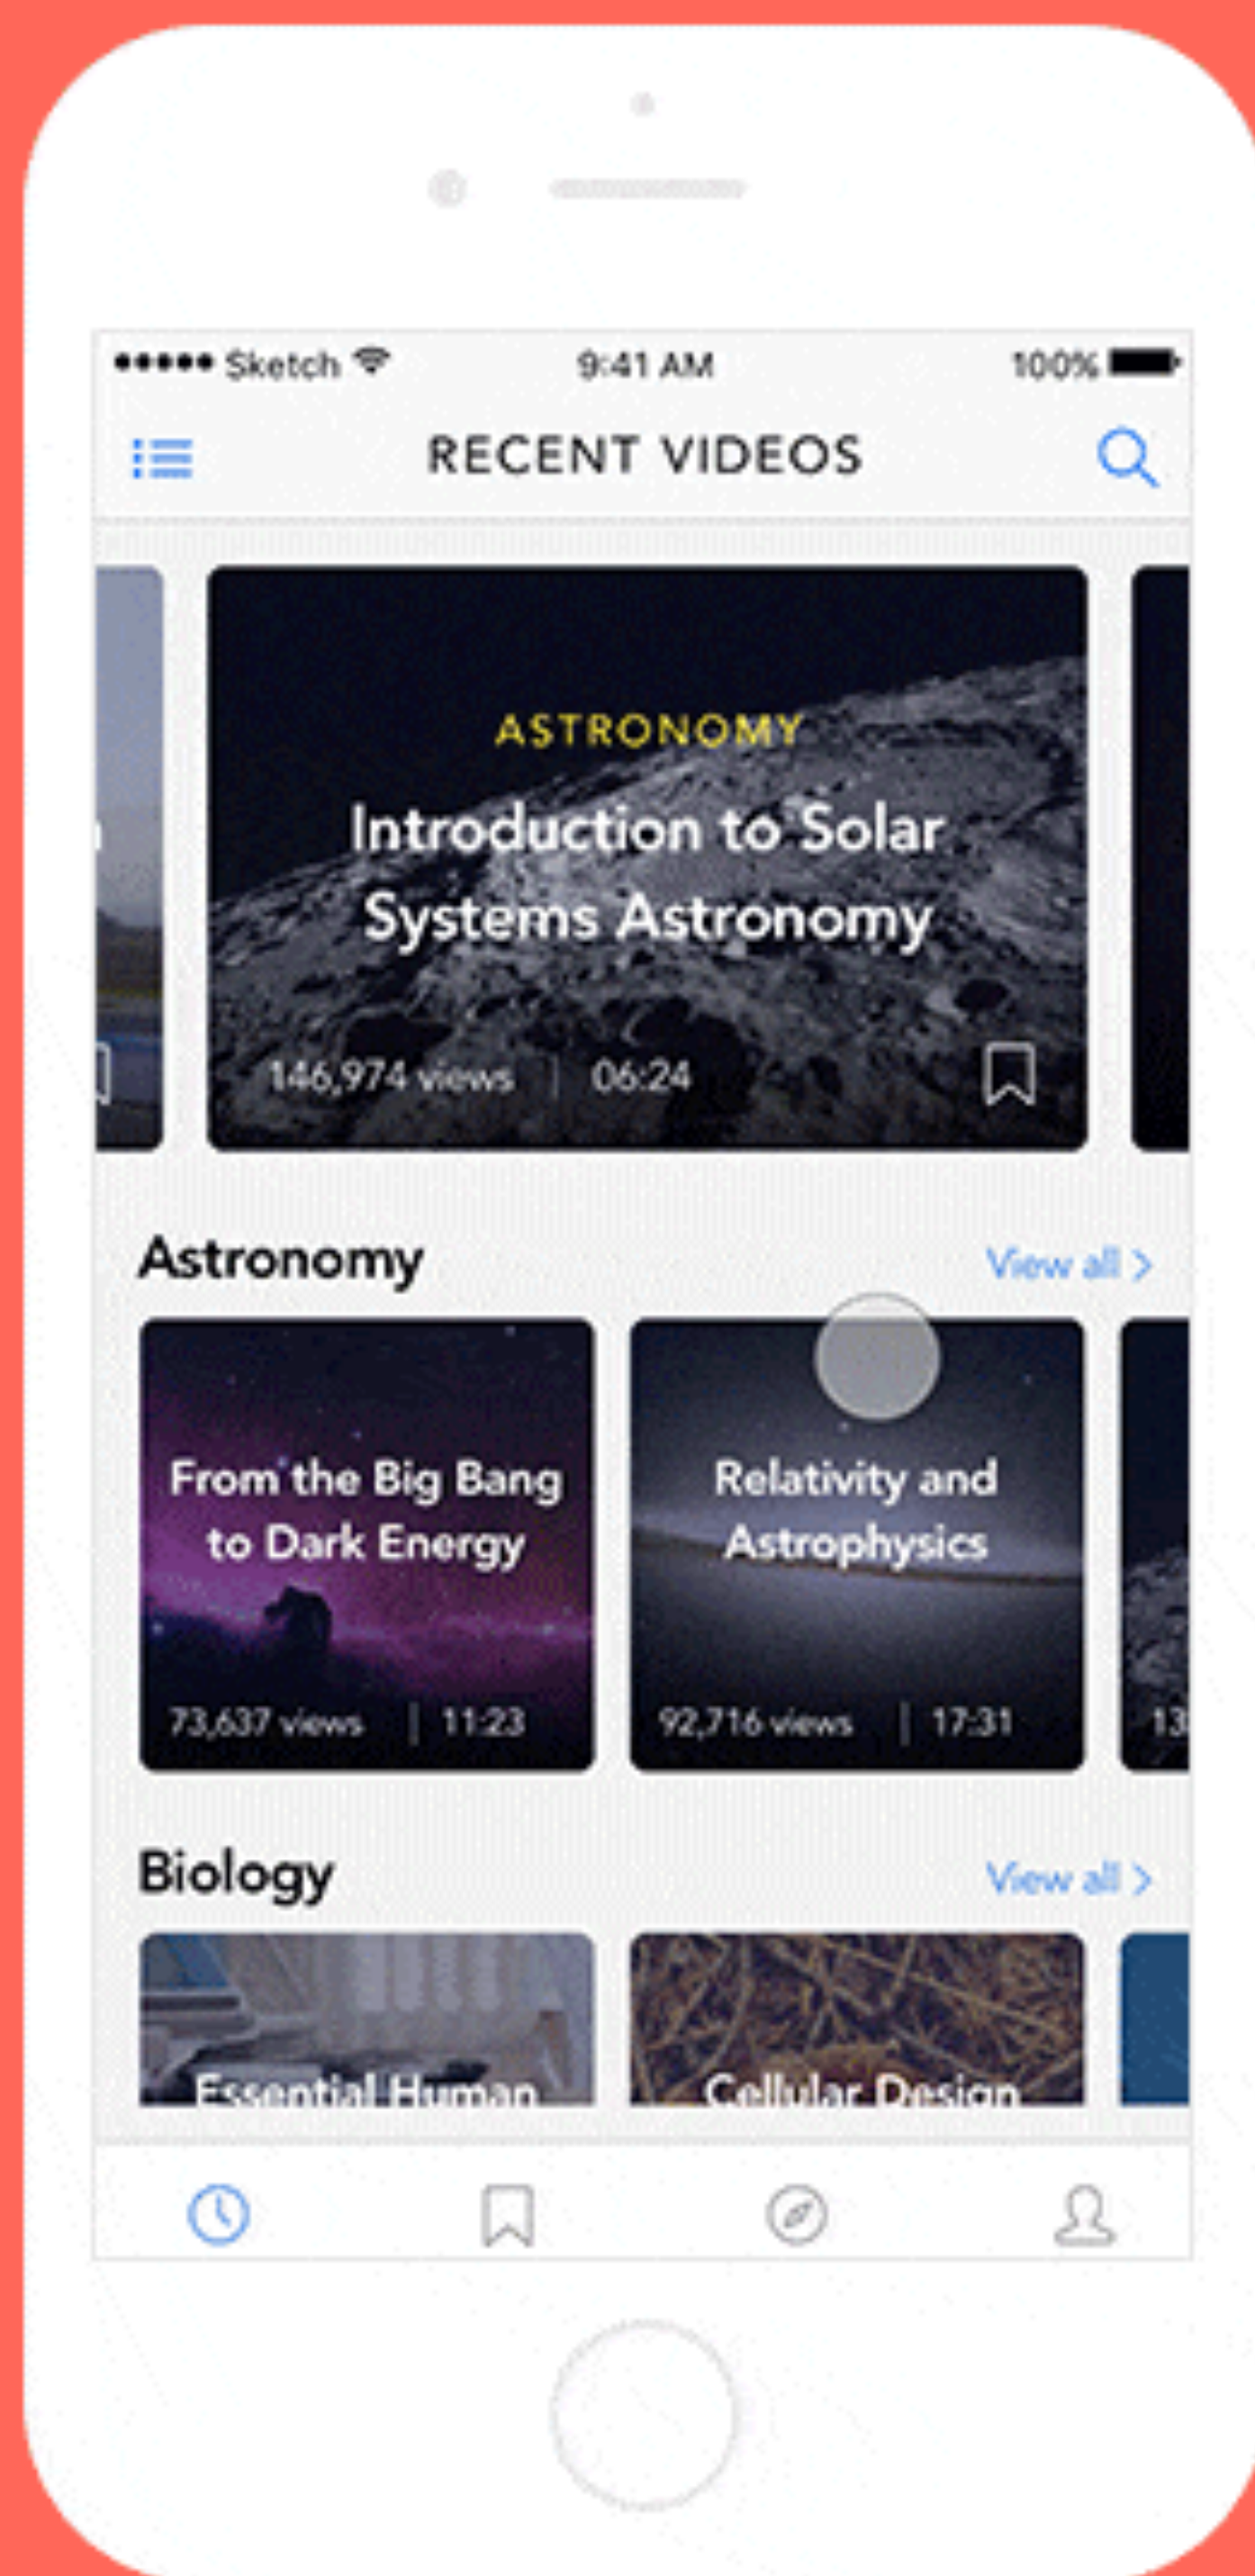 Sketch 9:41 AM 100%
RECENT VIDEOS
ASTRONOMY
Introduction to Solar
Systems Astronomy
146,974 views | 06:24
Astronomy View all >
From the Big Bang
to Dark Energy
73,637 views | 11:23
Relativity and
Astrophysics
92,716 views | 17:31
13
Biology View all >
Essential Human
Cellular Design